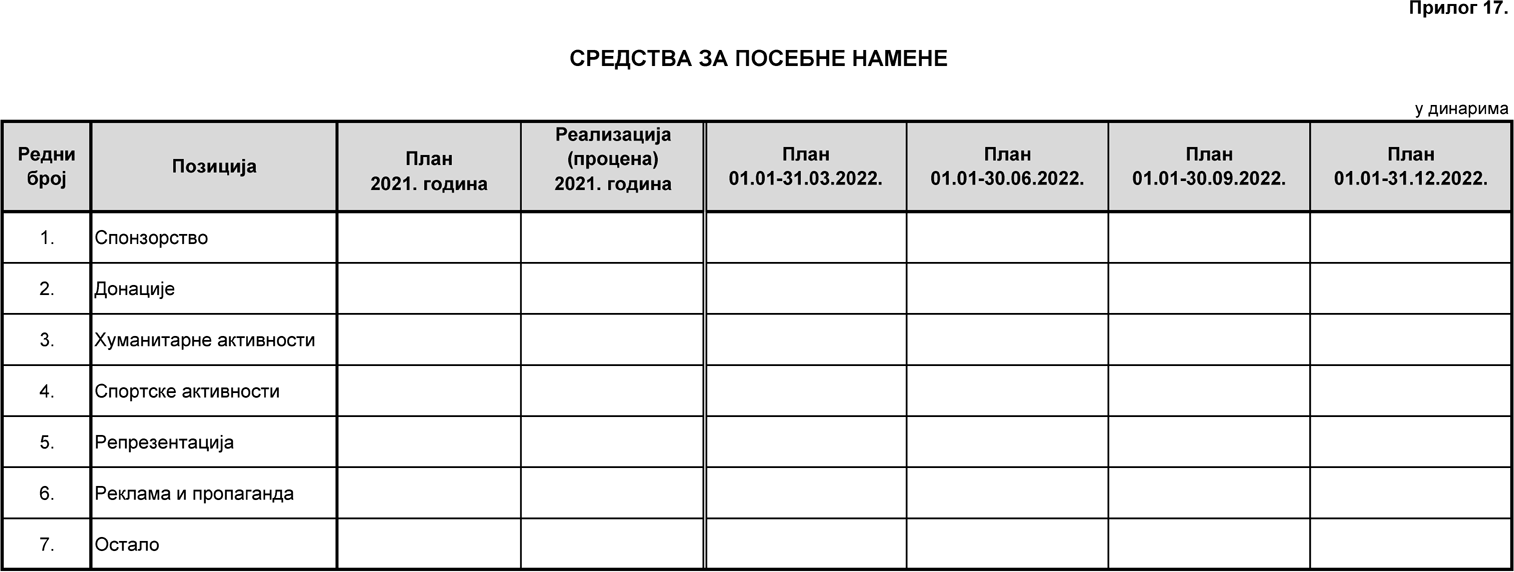 Прилог 17.
СРЕДСТВА ЗА ПОСЕБНЕ НАМЕНЕ
у динарима
Редни број
Позиција
План 2021. година
Реализација (процена) 2021. година
План 01.01-31.03.2022.
План 01.01-30.06.2022.
План 01.01-30.09.2022.
План 01.01-31.12.2022.
1. Спонзорство
2. Донације
3. Хуманитарне активности
4. Спортске активности
5. Репрезентација
6. Реклама и пропаганда
7. Остало